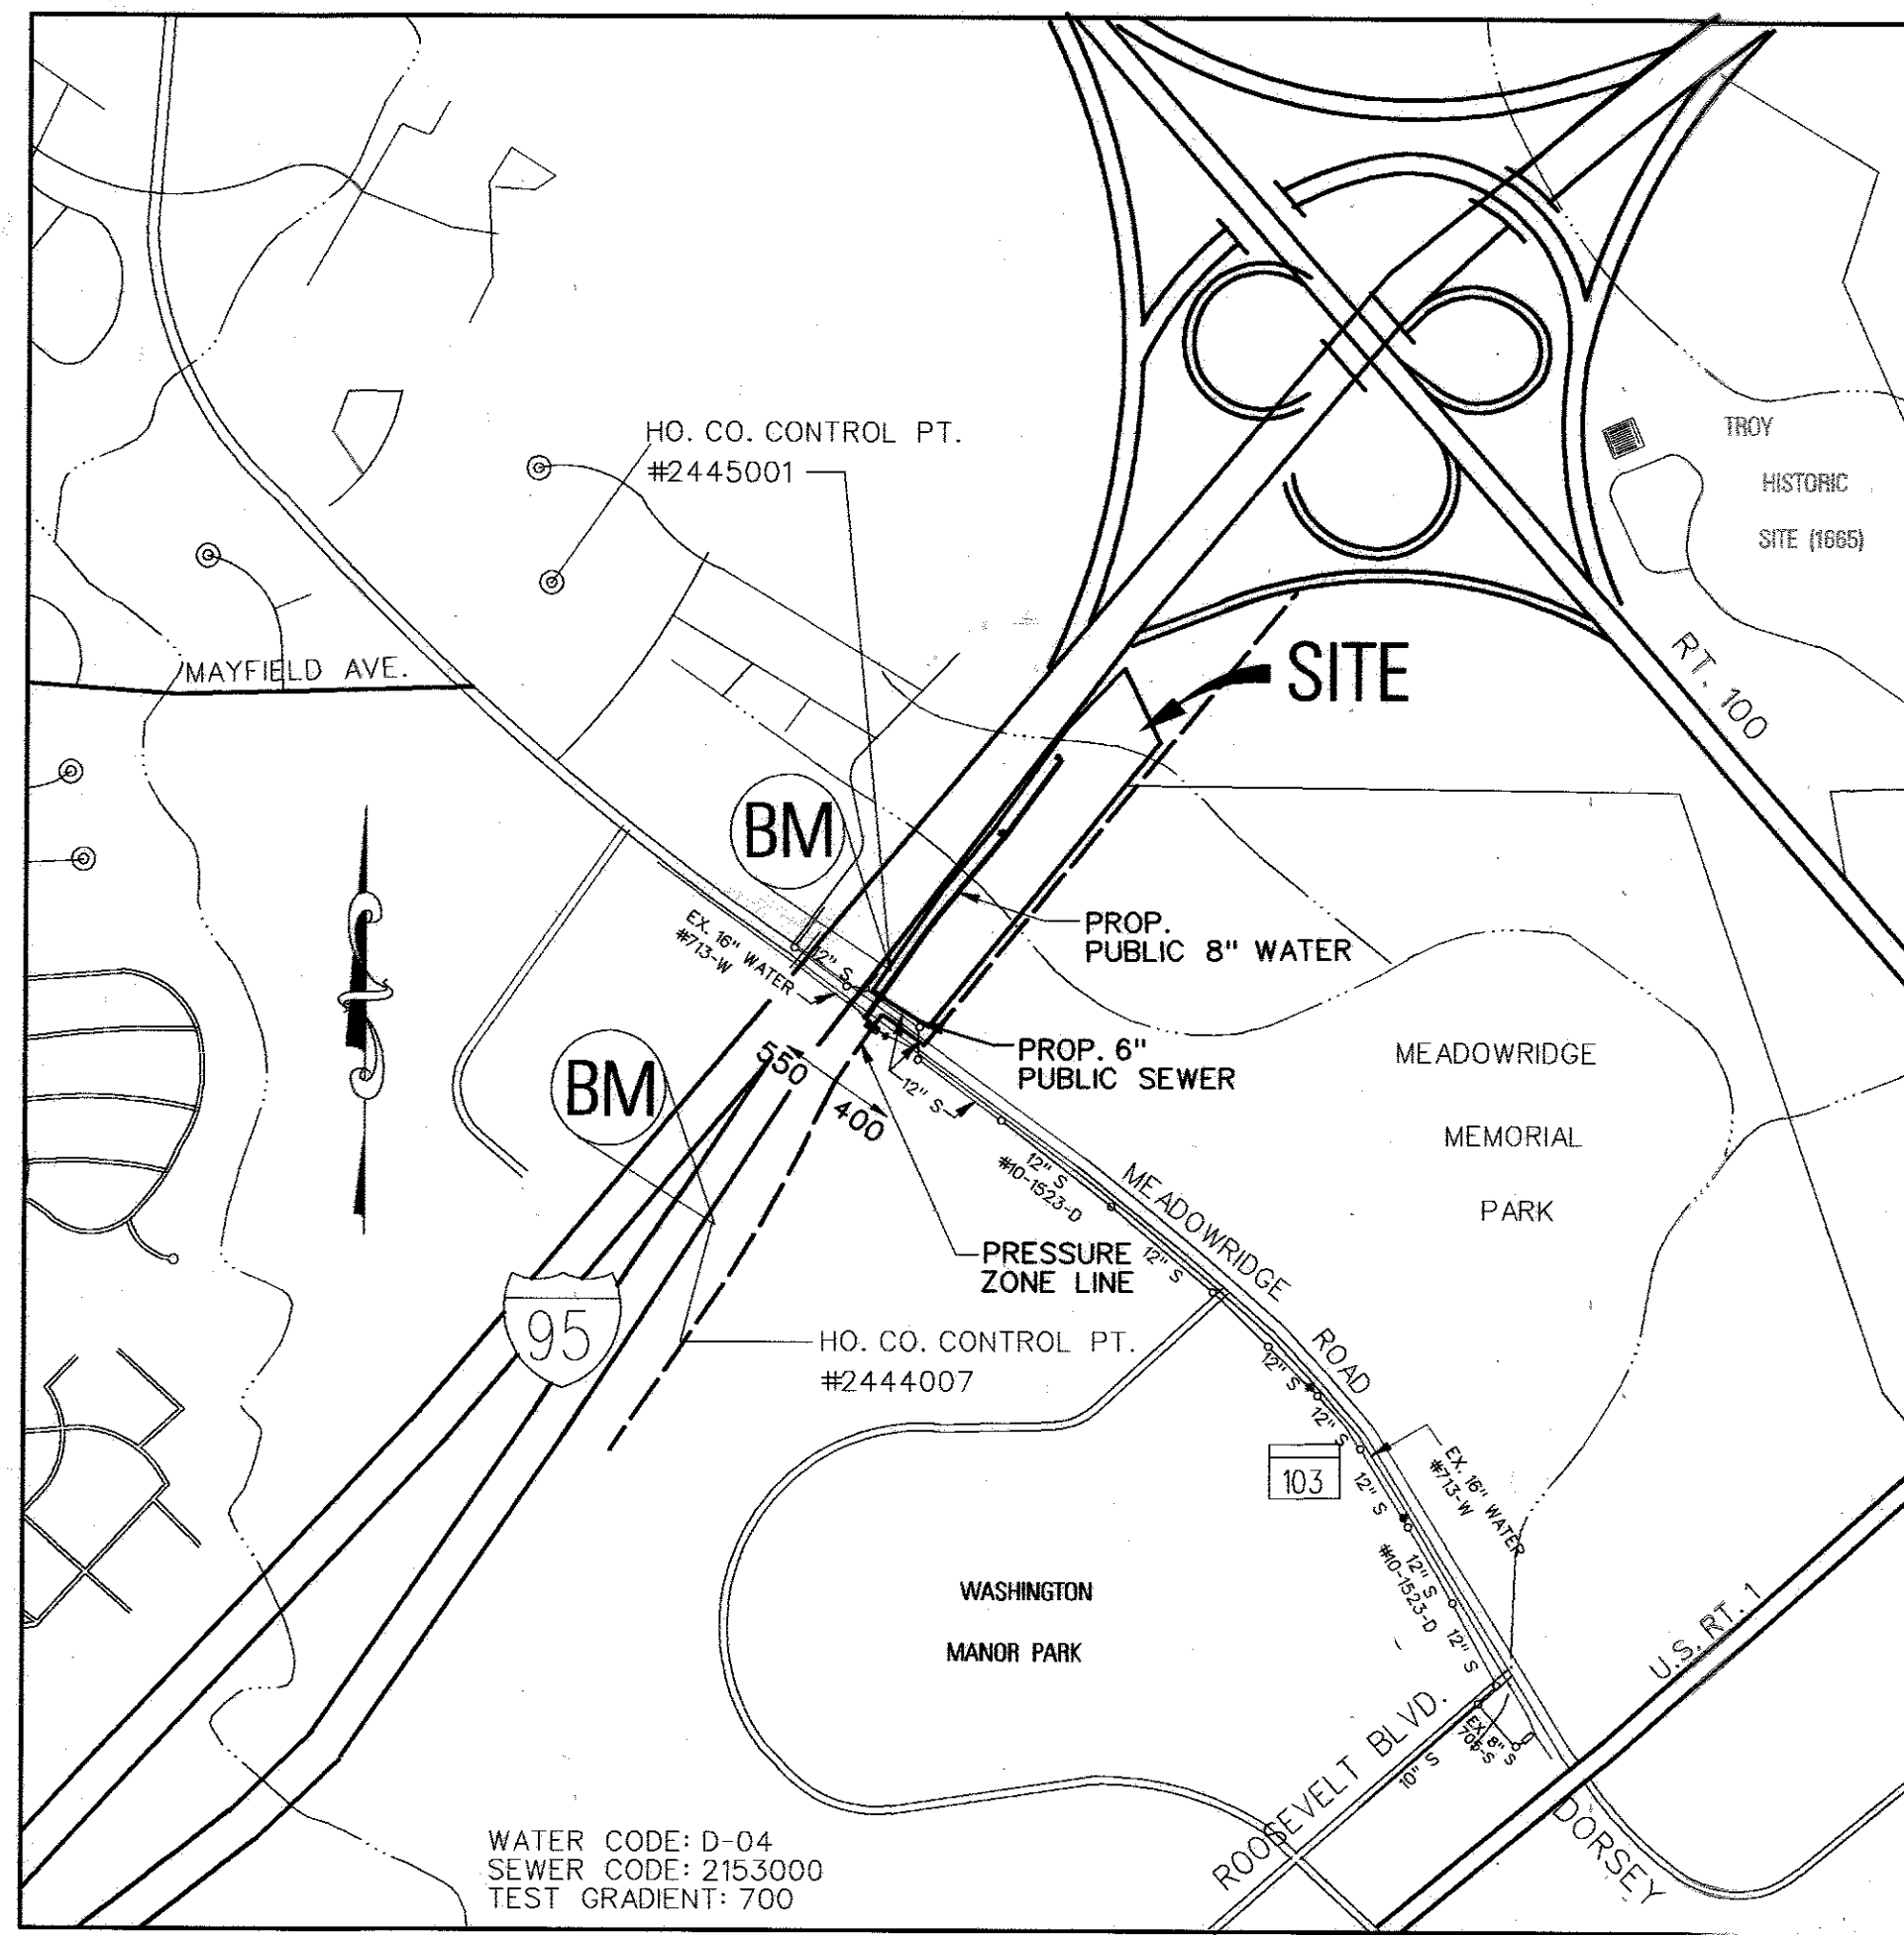 HO. CO. CONTROL PT.
#2445001
TROY
HISTORIC
SITE (1665)
MAYFIELD AVE.
SITE
RT. 100
BM
EX. 16" WATER
#713-W
12" S
PROP.
PUBLIC 8" WATER
PROP. 6"
PUBLIC SEWER
BM
550
400
12" S
MEADOWRIDGE
MEMORIAL
PARK
12" S
#10-1523-D
MEADOWRIDGE
ROAD
12" S
PRESSURE
ZONE LINE
95
HO. CO. CONTROL PT.
#2444007
12" S
12" S
103
EX. 16" WATER
#713-W
12" S
12" S
#10-1523-D
12" S
WASHINGTON
MANOR PARK
U.S. RT. 1
ROOSEVELT BLVD.
EX. 8" S
705-S
10" S
DORSEY
WATER CODE: D-04
SEWER CODE: 2153000
TEST GRADIENT: 700